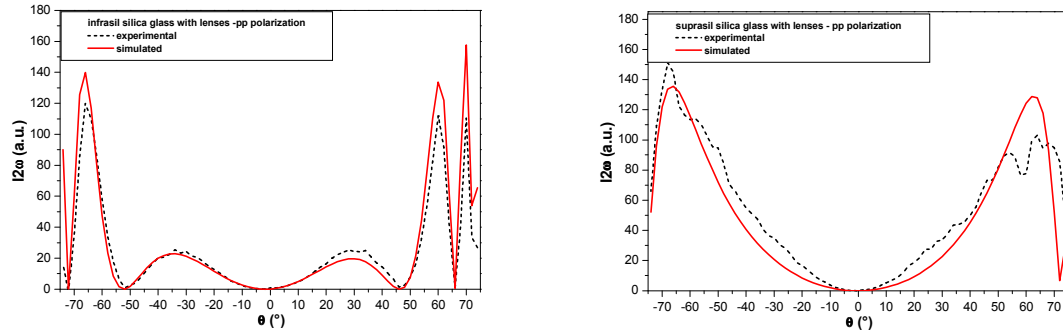 infrasil silica glass with lenses -pp polarization
experimental
simulated
180
160
140
120
100
80
60
40
20
0
I2ω (a.u.)
-70 -60 -50 -40 -30 -20 -10 0 10 20 30 40 50 60 70
θ (°)
suprasil silica glass with lenses - pp polarization
experimental
simulated
180
160
140
120
100
80
60
40
20
0
I2ω (a.u.)
-70 -60 -50 -40 -30 -20 -10 0 10 20 30 40 50 60 70
θ (°)